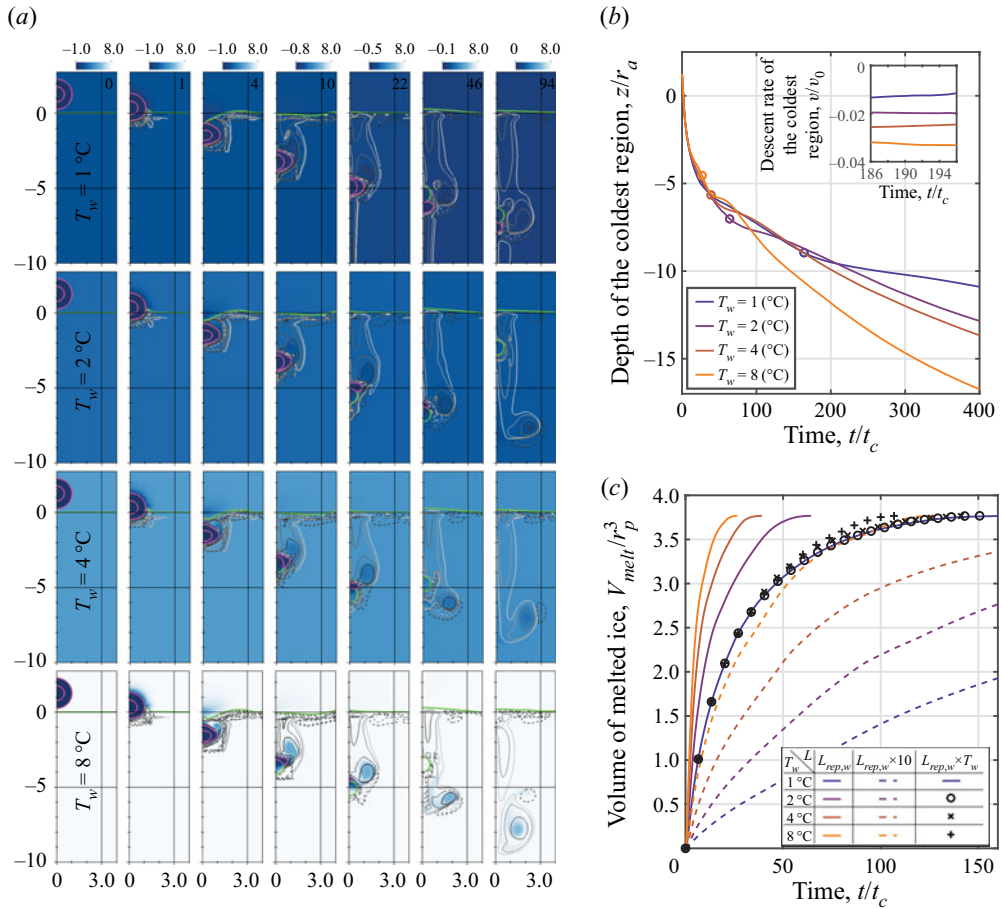 (a)
−1.0 8.0 −1.0 8.0 −1.0 8.0 −0.8 8.0 −0.5 8.0 −0.1 8.0 0 8.0
0 1 4 10 22 46 94
0
T_w = 1 °C
−5
−10
0
T_w = 2 °C
−5
−10
0
T_w = 4 °C
−5
−10
0
T_w = 8 °C
−5
−10
0 3.0 0 3.0 0 3.0 0 3.0 0 3.0 0 3.0 0 3.0
(b)
Depth of the coldest region, z/r_a
0
−5
−10
−15
0 100 200 300 400
Time, t/t_c
Descent rate of
the coldest
region, v/v_0
0
−0.02
−0.04
186 190 194
Time, t/t_c
T_w = 1 (°C)
T_w = 2 (°C)
T_w = 4 (°C)
T_w = 8 (°C)
(c)
Volume of melted ice, V_melt/r_p^3
4.0
3.5
3.0
2.5
2.0
1.5
1.0
0.5
0 50 100 150
Time, t/t_c
T_w L L_rep,w L_rep,w×10 L_rep,w×T_w
1 °C
2 °C
4 °C
8 °C